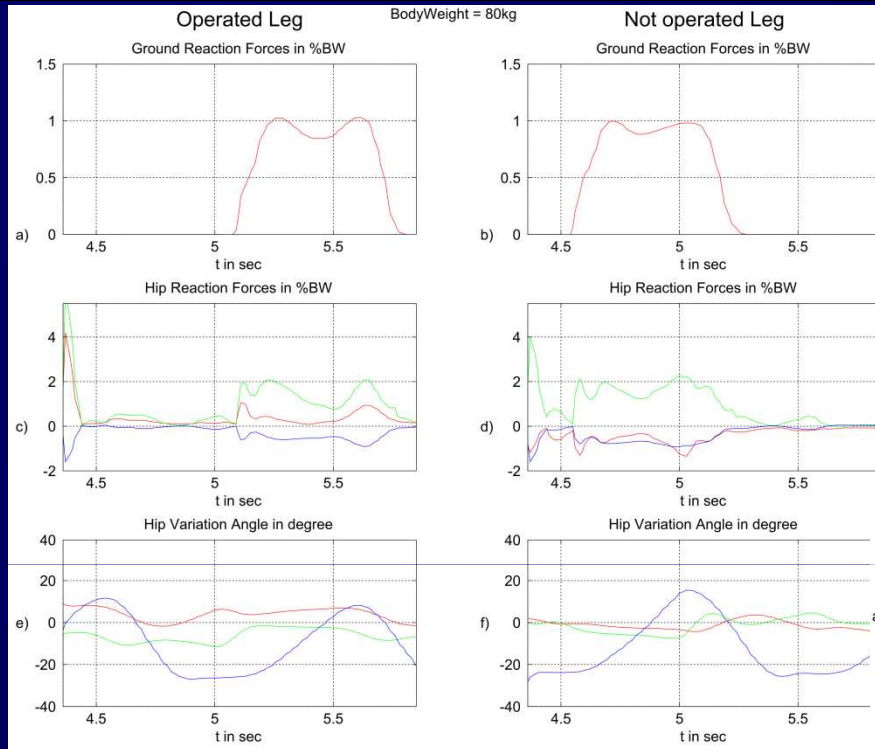 Operated Leg
BodyWeight = 80kg
Not operated Leg
Ground Reaction Forces in %BW
Ground Reaction Forces in %BW
1.5
1
0.5
0
a)
4.5
5
5.5
t in sec
1.5
1
0.5
0
b)
4.5
5
5.5
t in sec
Hip Reaction Forces in %BW
Hip Reaction Forces in %BW
4
2
0
-2
c)
4.5
5
5.5
t in sec
4
2
0
-2
d)
4.5
5
5.5
t in sec
Hip Variation Angle in degree
Hip Variation Angle in degree
40
20
0
-20
-40
e)
4.5
5
5.5
t in sec
40
20
0
-20
-40
f)
4.5
5
5.5
t in sec
a